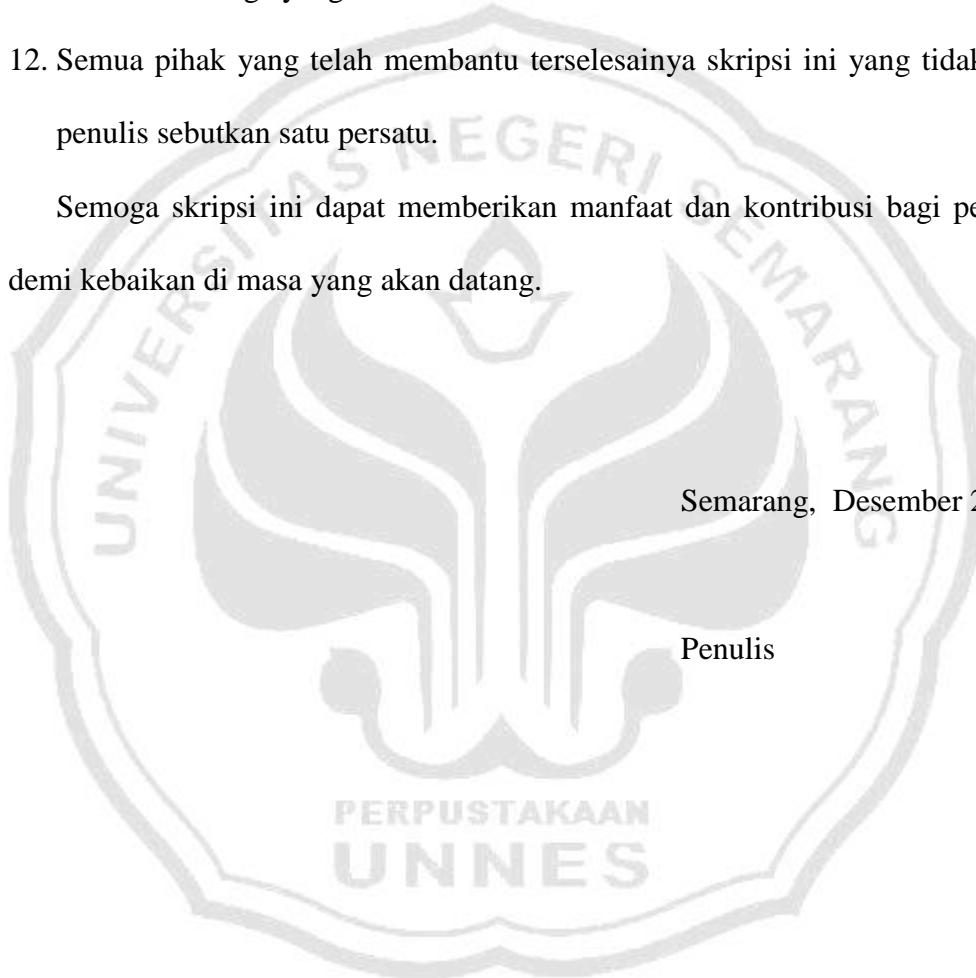 12. Semua pihak yang telah membantu terselesainya skripsi ini yang tidak
penulis sebutkan satu persatu.
Semoga skripsi ini dapat memberikan manfaat dan kontribusi bagi
demi kebaikan di masa yang akan datang.
Semarang, Desember
Penulis
UNIVERSITAS NEGERI SEMARANG
PERPUSTAKAAN
UNNES